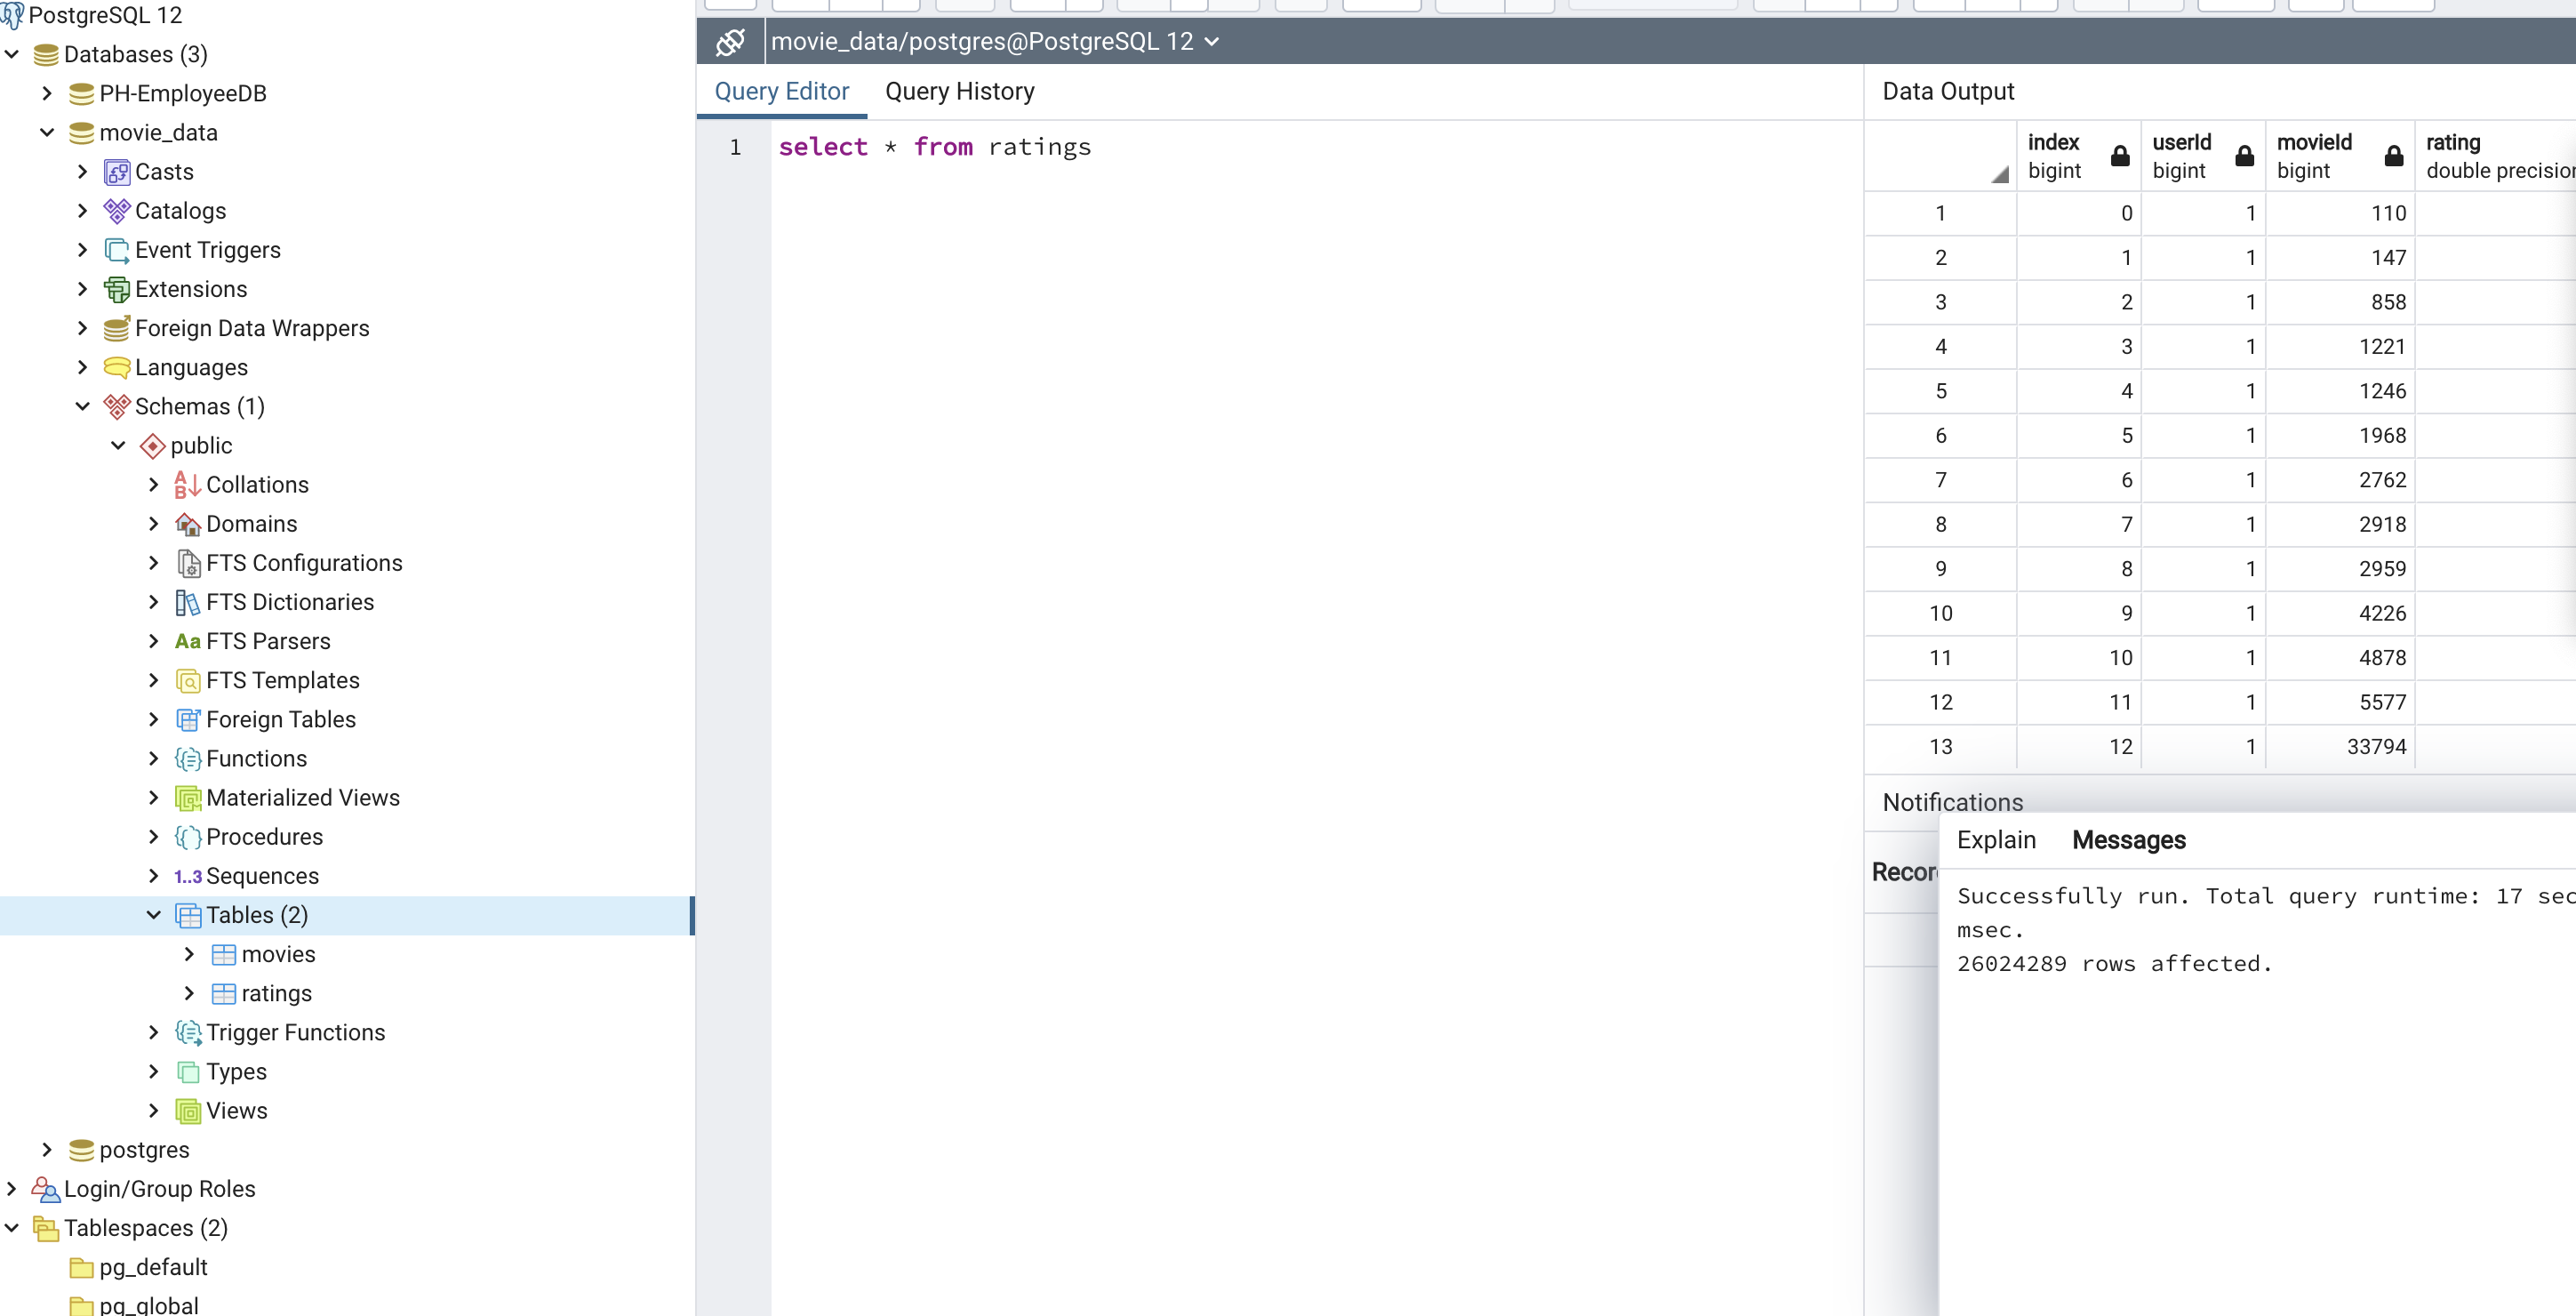 PostgreSQL 12
Databases (3)
PH-EmployeeDB
movie_data
Casts
Catalogs
Event Triggers
Extensions
Foreign Data Wrappers
Languages
Schemas (1)
public
Collations
Domains
FTS Configurations
FTS Dictionaries
Aa FTS Parsers
FTS Templates
Foreign Tables
Functions
Materialized Views
Procedures
1..3 Sequences
Tables (2)
movies
ratings
Trigger Functions
Types
Views
postgres
Login/Group Roles
Tablespaces (2)
pg_default
pg_global
movie_data/postgres@PostgreSQL 12
Query Editor Query History
1 select * from ratings
Data Output
index userId movieId rating
bigint bigint bigint double precision
1 0 1 110
2 1 1 147
3 2 1 858
4 3 1 1221
5 4 1 1246
6 5 1 1968
7 6 1 2762
8 7 1 2918
9 8 1 2959
10 9 1 4226
11 10 1 4878
12 11 1 5577
13 12 1 33794
Notifications
Explain Messages
Successfully run. Total query runtime: 17 sec
msec.
26024289 rows affected.